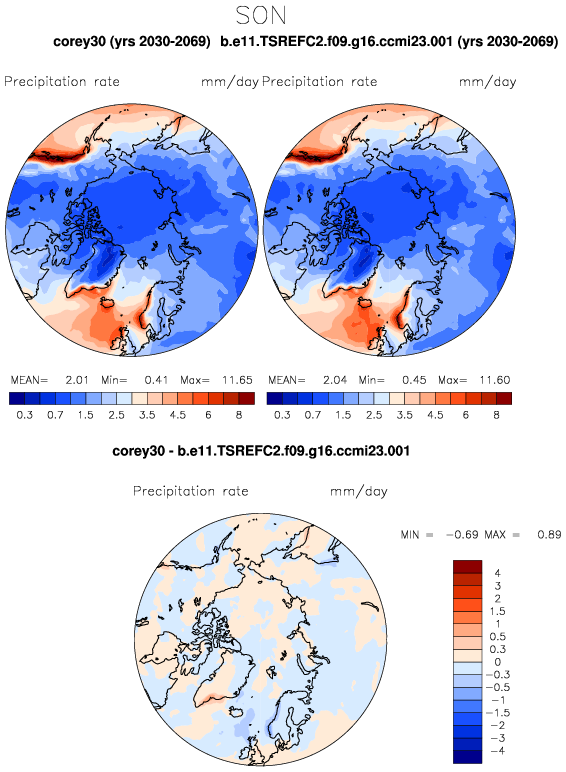 SON
corey30 (yrs 2030-2069) b.e11.TSREFC2.f09.g16.ccmi23.001 (yrs 2030-2069)
Precipitation rate mm/day Precipitation rate mm/day
MEAN= 2.01 Min= 0.41 Max= 11.65 MEAN= 2.04 Min= 0.45 Max= 11.60
0.3 0.7 1.5 2.5 3.5 4.5 6 8 0.3 0.7 1.5 2.5 3.5 4.5 6 8
corey30 - b.e11.TSREFC2.f09.g16.ccmi23.001
Precipitation rate mm/day
MIN = -0.69 MAX = 0.89
4
3
2
1.5
1
0.5
0.3
0
-0.3
-0.5
-1
-1.5
-2
-3
-4